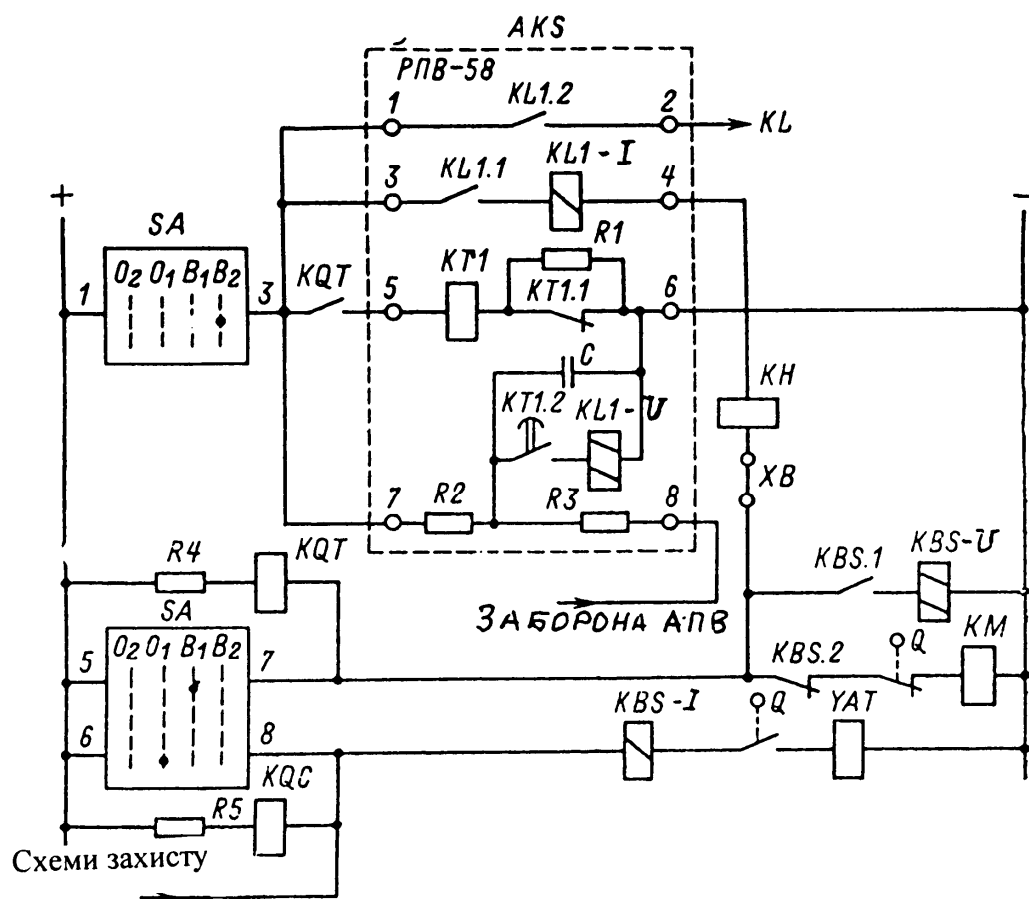 AKS
РПВ-58
1 KL1.2 2 KL
3 KL1.1 KL1-I 4
+ −
SA
O2 O1 B1 B2
1 3
KQT 5 KT1 R1
KT1.1 6
C
KT1.2 KL1-U
KH
XB
7 R2 R3 8
R4 KQT
KBS.1 KBS-U
ЗАБОРОНА АПВ
SA
O2 O1 B1 B2
5 7
KBS.2 Q KM
6 8
KBS-I Q YAT
KQC
R5
Схеми захисту